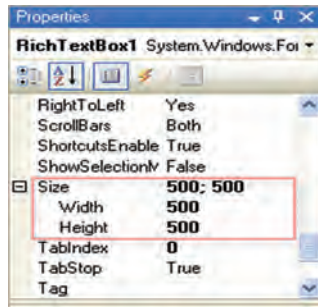 Properties
RichTextBox1 System.Windows.For
RightToLeft Yes
ScrollBars Both
ShortcutsEnable True
ShowSelectionM False
Size 500; 500
Width 500
Height 500
TabIndex 0
TabStop True
Tag